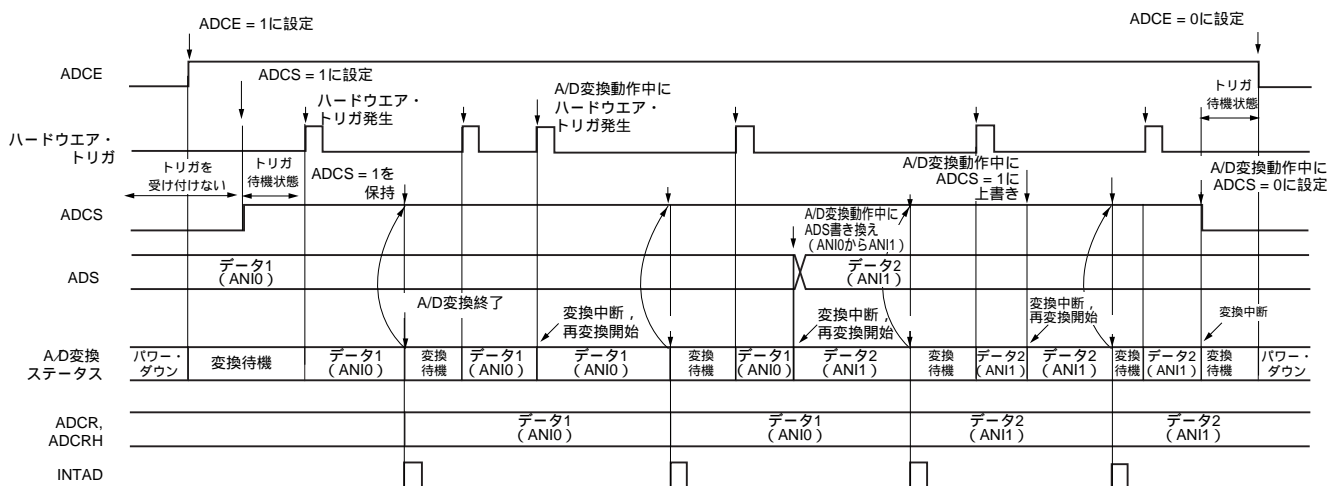 ADCE = 1に設定
ADCE = 0に設定
ADCE
ADCS = 1に設定
トリガ
待機状態
ハードウエア・
トリガ発生
A/D変換動作中に
ハードウエア・
トリガ発生
ハードウエア・
トリガ
トリガを
受け付けない
トリガ
待機状態
ADCS = 1を
保持
A/D変換動作中に
ADCS = 1に
上書き
A/D変換動作中に
ADCS = 0に設定
ADCS
A/D変換動作中に
ADS書き換え
(ANI0からANI1)
ADS
データ1
(ANI0)
データ2
(ANI1)
A/D変換終了
変換中断,
再変換開始
変換中断,
再変換開始
変換中断,
再変換開始
変換中断
A/D変換
ステータス
パワー・
ダウン
変換待機
データ1
(ANI0)
変換
待機
データ1
(ANI0)
データ1
(ANI0)
変換
待機
データ1
(ANI0)
データ2
(ANI1)
変換
待機
データ2
(ANI1)
データ2
(ANI1)
変換
待機
データ2
(ANI1)
変換
待機
パワー・
ダウン
ADCR,
ADCRH
データ1
(ANI0)
データ1
(ANI0)
データ2
(ANI1)
データ2
(ANI1)
INTAD